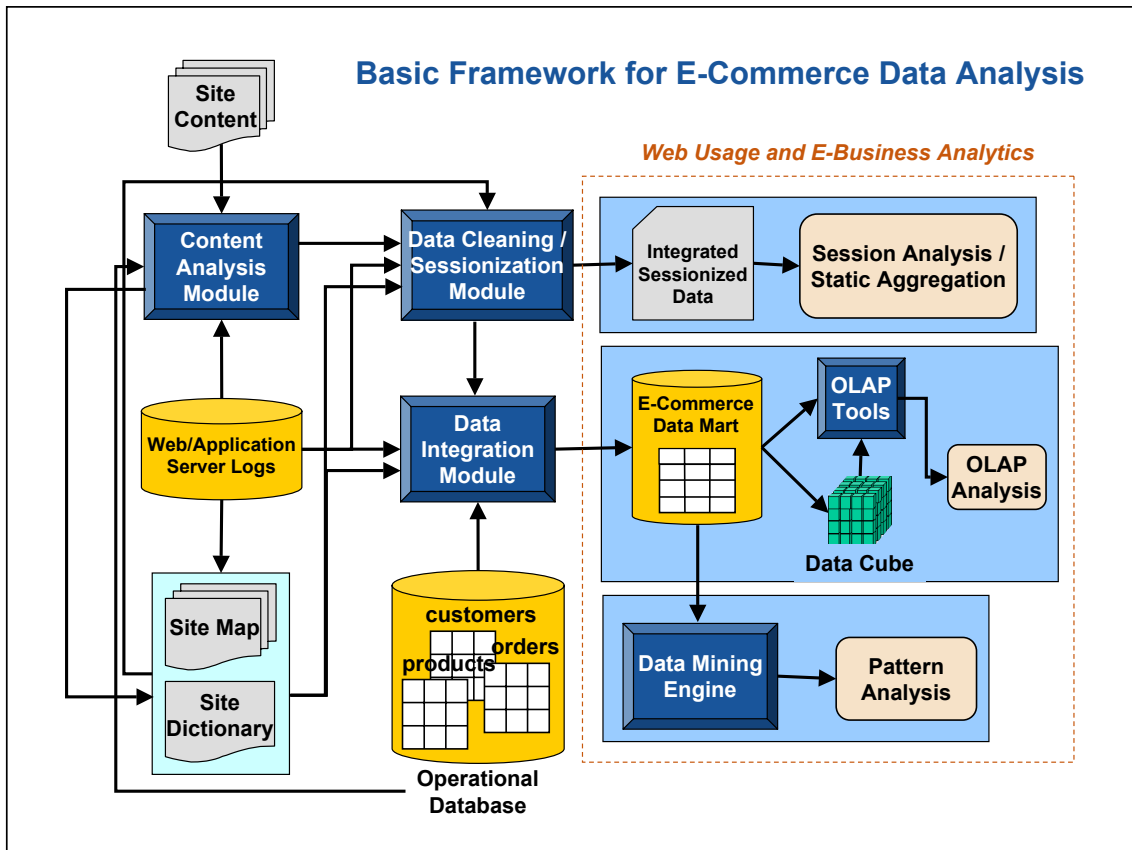 Basic Framework for E-Commerce Data Analysis
Site
Content
Web Usage and E-Business Analytics
Content
Analysis
Module
Data Cleaning /
Sessionization
Module
Integrated
Sessionized
Data
Session Analysis /
Static Aggregation
Web/Application
Server Logs
Data
Integration
Module
E-Commerce
Data Mart
OLAP
Tools
OLAP
Analysis
Data Cube
Site Map
Site
Dictionary
customers
orders
products
Operational
Database
Data Mining
Engine
Pattern
Analysis